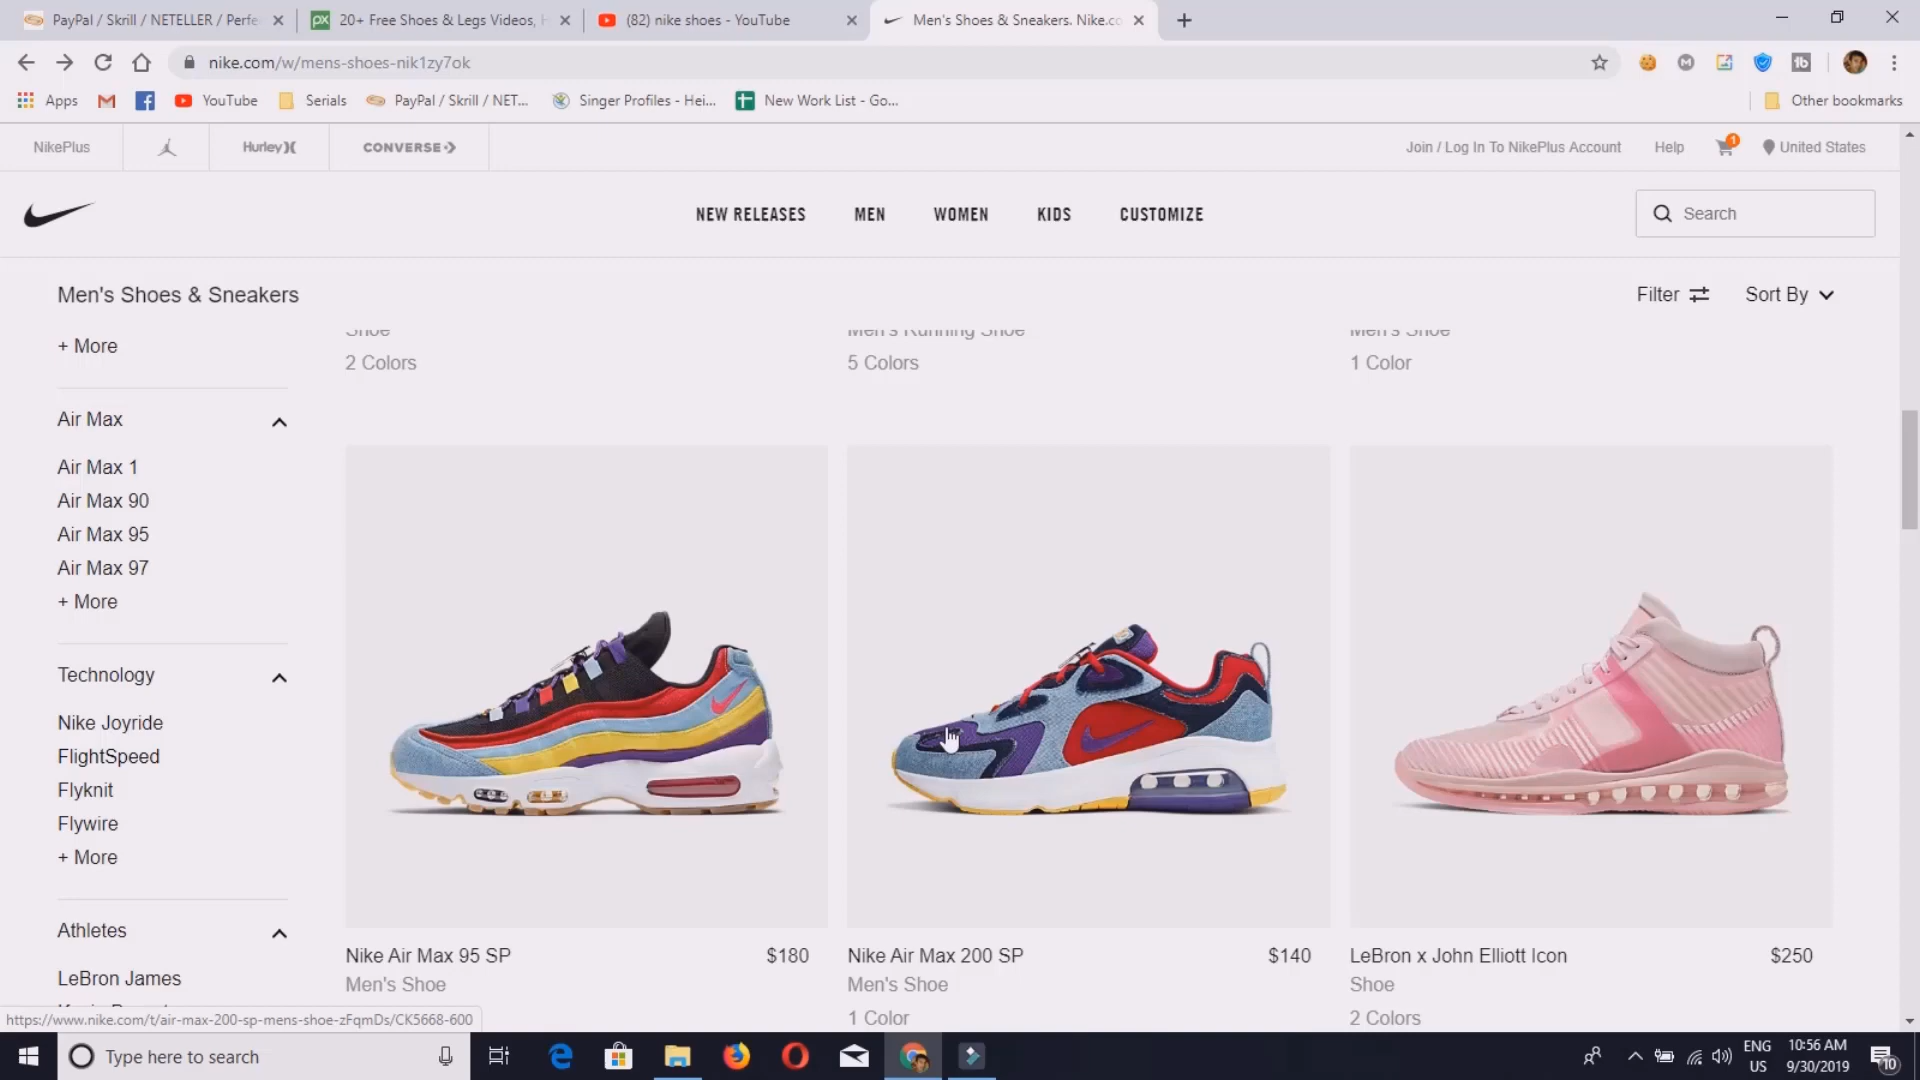 PayPal / Skrill / NETELLER / Perfe
20+ Free Shoes & Legs Videos, H
(82) nike shoes - YouTube
Men's Shoes & Sneakers. Nike.co
nike.com/w/mens-shoes-nik1zy7ok
Apps
YouTube
Serials
PayPal / Skrill / NET...
Singer Profiles - Hei...
New Work List - Go...
Other bookmarks
NikePlus
Hurley
CONVERSE
Join / Log In To NikePlus Account
Help
1
United States
NEW RELEASES
MEN
WOMEN
KIDS
CUSTOMIZE
Search
Men's Shoes & Sneakers
Filter
Sort By
+ More
Shoe
Men's Running Shoe
Men's Shoe
2 Colors
5 Colors
1 Color
Air Max
Air Max 1
Air Max 90
Air Max 95
Air Max 97
+ More
Technology
Nike Joyride
FlightSpeed
Flyknit
Flywire
+ More
Athletes
LeBron James
Nike Air Max 95 SP
$180
Men's Shoe
Nike Air Max 200 SP
$140
Men's Shoe
1 Color
LeBron x John Elliott Icon
$250
Shoe
2 Colors
https://www.nike.com/t/air-max-200-sp-mens-shoe-zFqmDs/CK5668-600
Type here to search
ENG
US
10:56 AM
9/30/2019
10